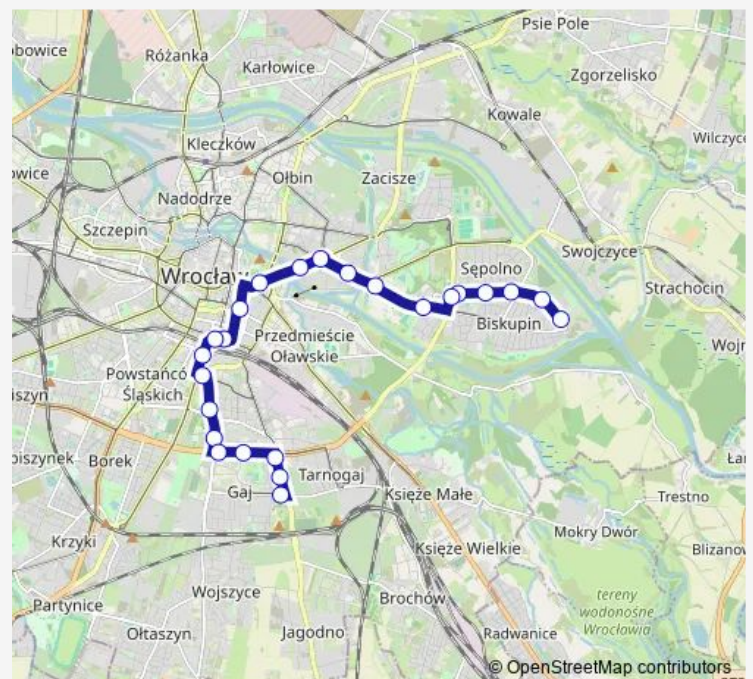 Psie Pole
obowice
Różanka
Karłowice
Zgorzelisko
Kowale
Kleczków
Wilczyce
owice
Ołbin
Zacisze
Nadodrze
Szczepin
Swojczyce
Sępolno
Wrocław
Strachocin
Biskupin
Przedmieście
Oławskie
Wojn
Powstańcó
Śląskich
iszyn
piszynek
Borek
Tarnogaj
Łan
Gaj
Księże Małe
Trestno
Mokry Dwór
Krzyki
Księże Wielkie
Blizanow
Wojszyce
Brochów
tereny
wodonośne
Wrocławia
Partynice
Ołtaszyn
Jagodno
Radwanice
© OpenStreetMap contributors